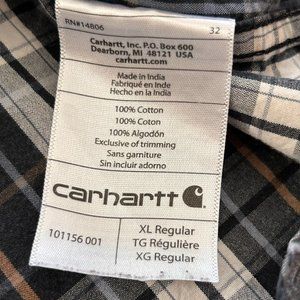 RN#14806 32
Carhartt, Inc. P.O. Box 600
Dearborn, MI 48121 USA
carhartt.com
Made in India
Fabriqué en Inde
Hecho en la India
100% Cotton
100% Coton
100% Algodón
Exclusive of trimming
Sans garniture
Sin incluir adorno
carhartt
101156 001
XL Regular
TG Régulière
XG Regular